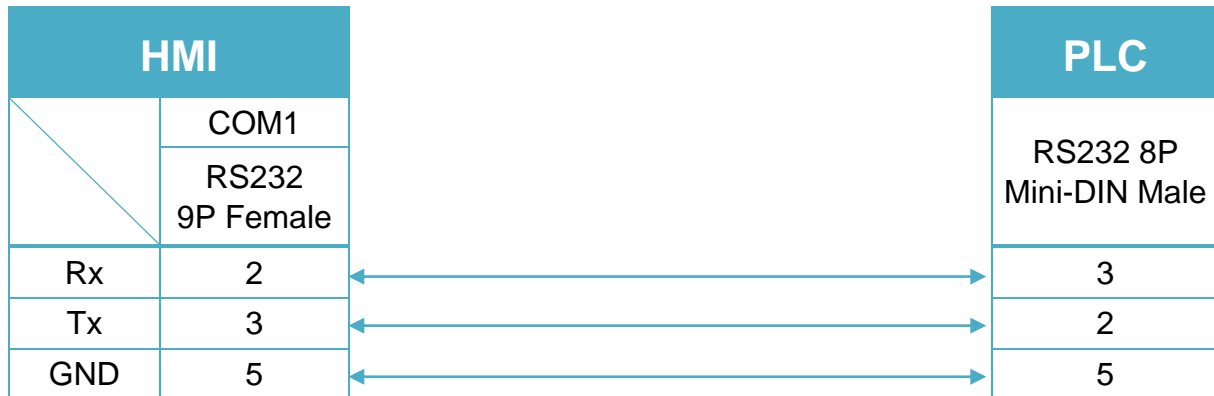 HMI
PLC
COM1
RS232
9P Female
RS232 8P
Mini-DIN Male
Rx 2 3
Tx 3 2
GND 5 5